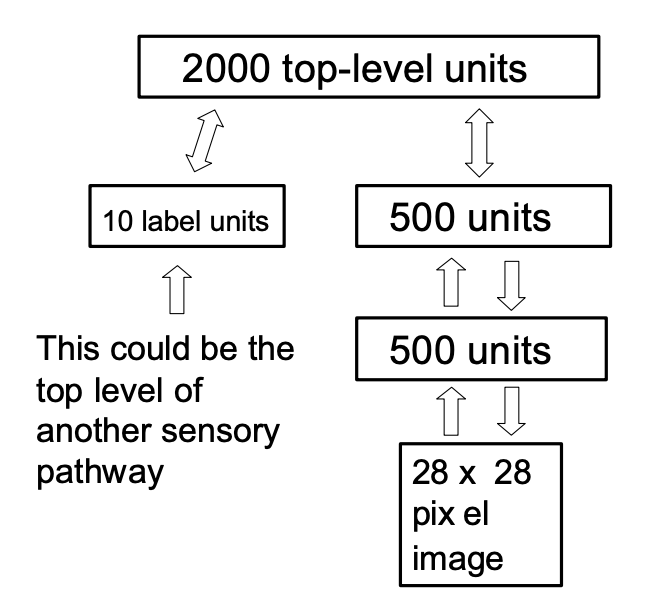 2000 top-level units
10 label units
500 units
500 units
This could be the
top level of
another sensory
pathway
28 x 28
pix el
image